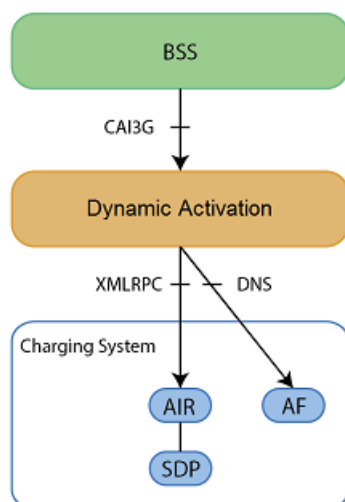 BSS
CAI3G
Dynamic Activation
XMLRPC
DNS
Charging System
AIR
AF
SDP